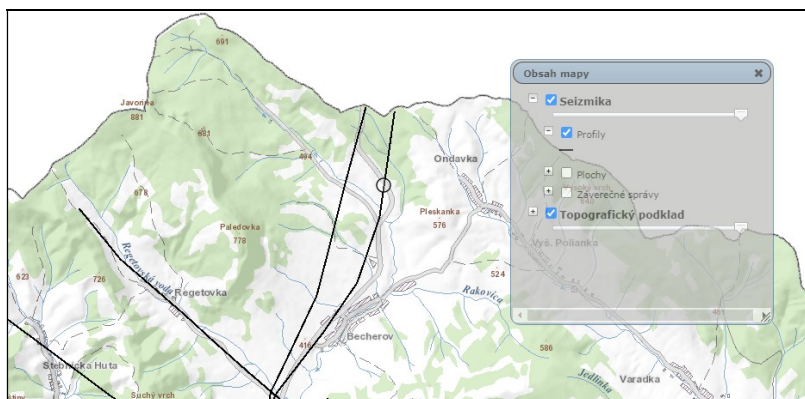 691
Javorina
881
681
494
678
Ondavka
Paledovka
778
Pleskanka
576
Regetovská voda
726
623
Regetovka
524
Rakovica
416
Becherov
586
Stebnícka Huta
Suchý vrch
Jedlinka
Varadka
Obsah mapy
Seizmika
Profily
Plochy
Záverečné správy
Topografický podklad
Vyš. Polianka